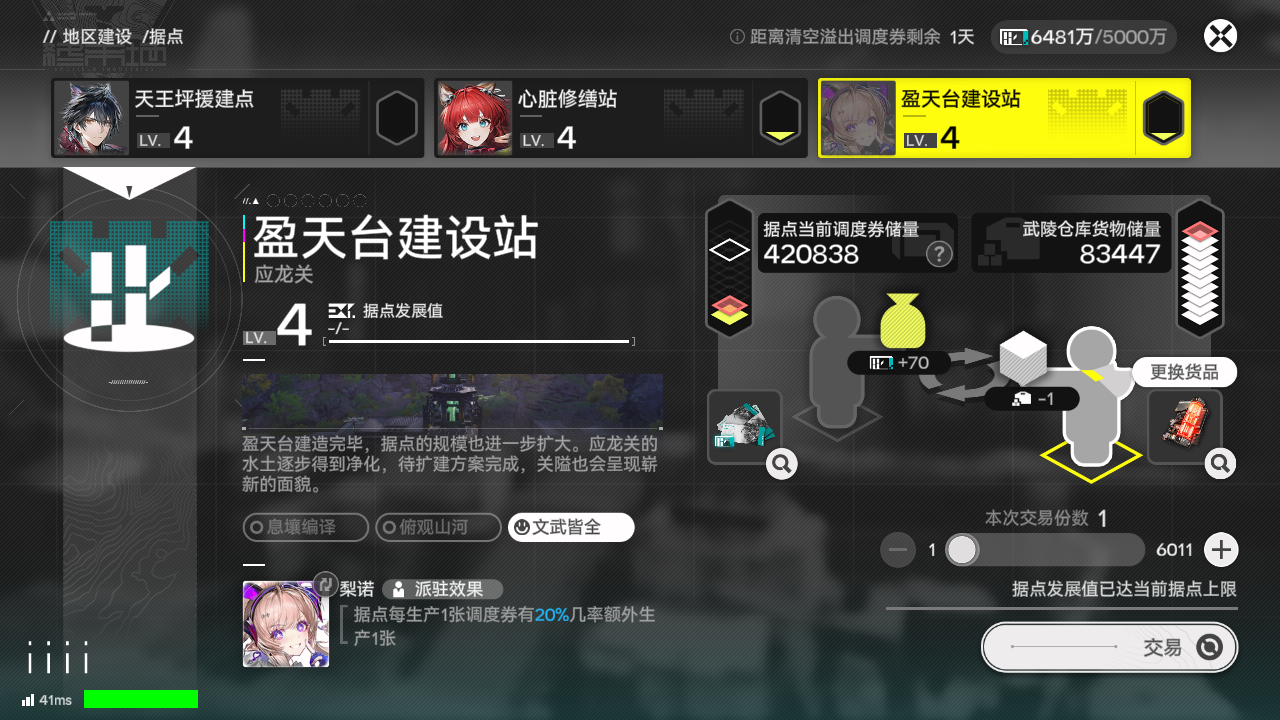 // 地区建设 /据点
距离清空溢出调度券剩余 1天
6481万/5000万
天王坪援建点
LV. 4
心脏修缮站
LV. 4
盈天台建设站
LV. 4
盈天台建设站
应龙关
LV. 4
据点发展值
-/-
盈天台建造完毕，据点的规模也进一步扩大。应龙关的
水土逐步得到净化，待扩建方案完成，关隘也会呈现崭
新的面貌。
息壤编译
俯观山河
文武皆全
梨诺
派驻效果
据点每生产1张调度券有20%几率额外生
产1张
据点当前调度券储量
420838
?
武陵仓库货物储量
83447
+70
-1
更换货品
本次交易份数 1
1
6011
据点发展值已达当前据点上限
交易
41ms